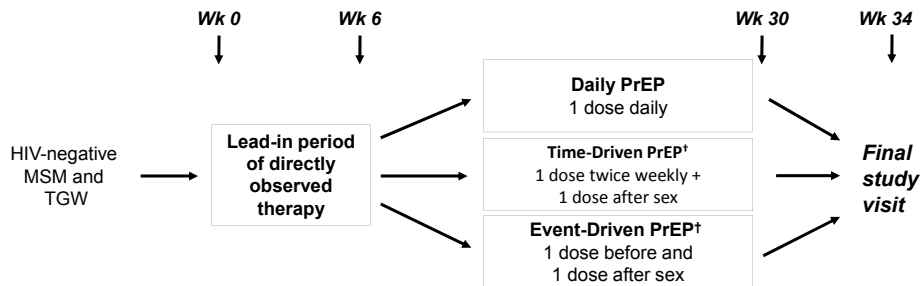 Wk 0
Wk 6
Wk 30
Wk 34
HIV-negative
MSM and
TGW
Lead-in period
of directly
observed
therapy
Daily PrEP
1 dose daily
Time-Driven PrEP†
1 dose twice weekly +
1 dose after sex
Event-Driven PrEP†
1 dose before and
1 dose after sex
Final
study
visit